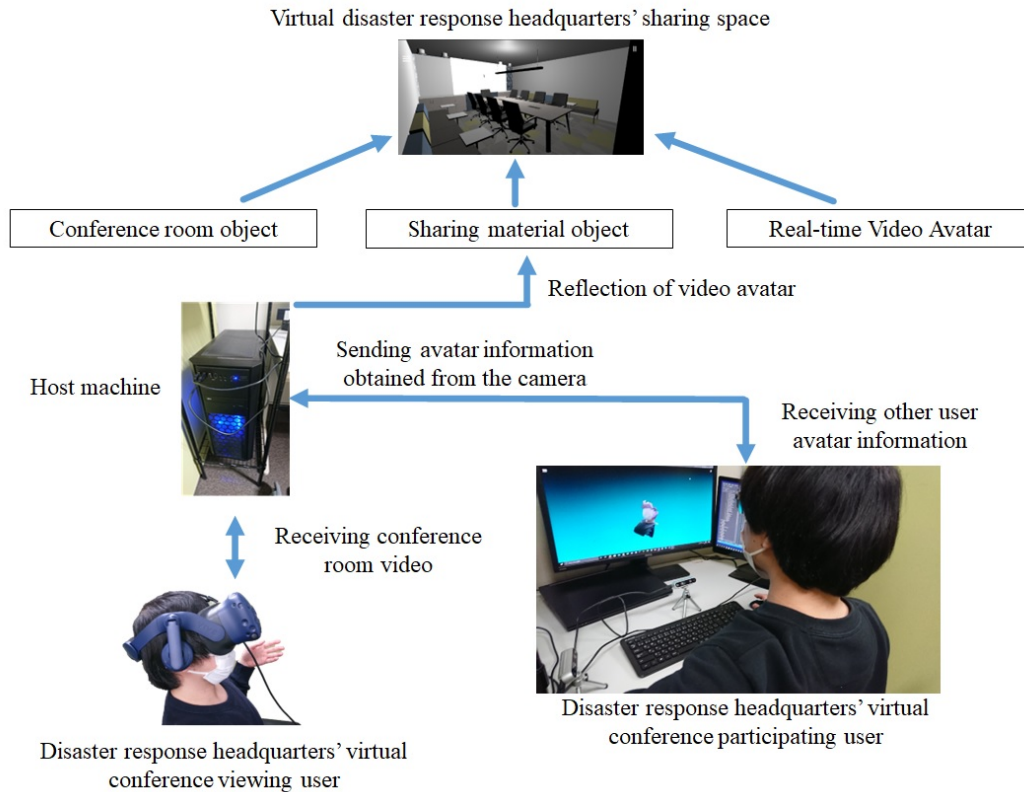 Virtual disaster response headquarters’ sharing space
Conference room object
Sharing material object
Real-time Video Avatar
Reflection of video avatar
Sending avatar information
obtained from the camera
Host machine
Receiving other user
avatar information
Receiving conference
room video
Disaster response headquarters’ virtual
conference participating user
Disaster response headquarters’ virtual
conference viewing user